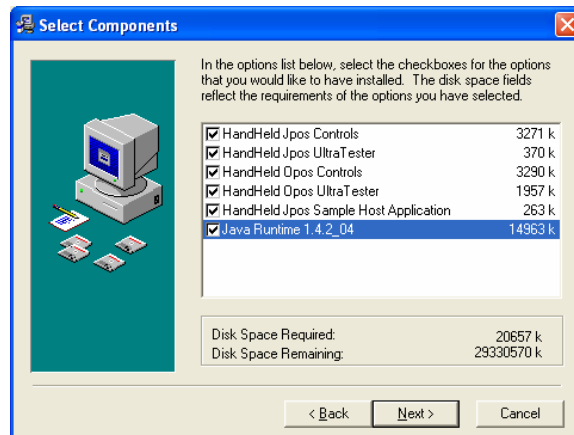 Select Components
In the options list below, select the checkboxes for the options
that you would like to have installed. The disk space fields
reflect the requirements of the options you have selected.
HandHeld Jpos Controls 3271 k
HandHeld Jpos UltraTester 370 k
HandHeld Opos Controls 3290 k
HandHeld Opos UltraTester 1957 k
HandHeld Jpos Sample Host Application 263 k
Java Runtime 1.4.2_04 14963 k
Disk Space Required: 20657 k
Disk Space Remaining: 29330570 k
< Back Next > Cancel